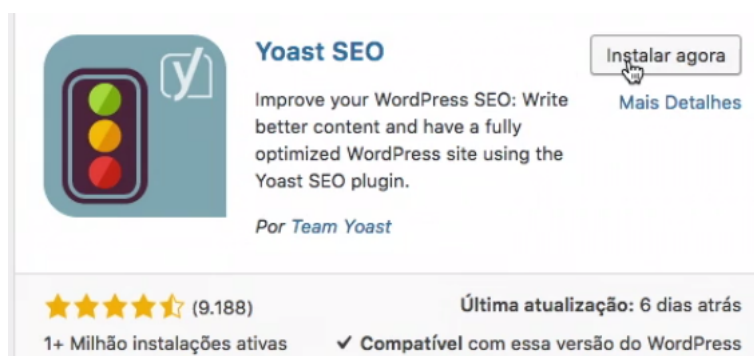 Yoast SEO
Instalar agora
Improve your WordPress SEO: Write
better content and have a fully
optimized WordPress site using the
Yoast SEO plugin.
Mais Detalhes
Por Team Yoast
(9.188)
Última atualização: 6 dias atrás
1+ Milhão instalações ativas
✓ Compatível com essa versão do WordPress
y